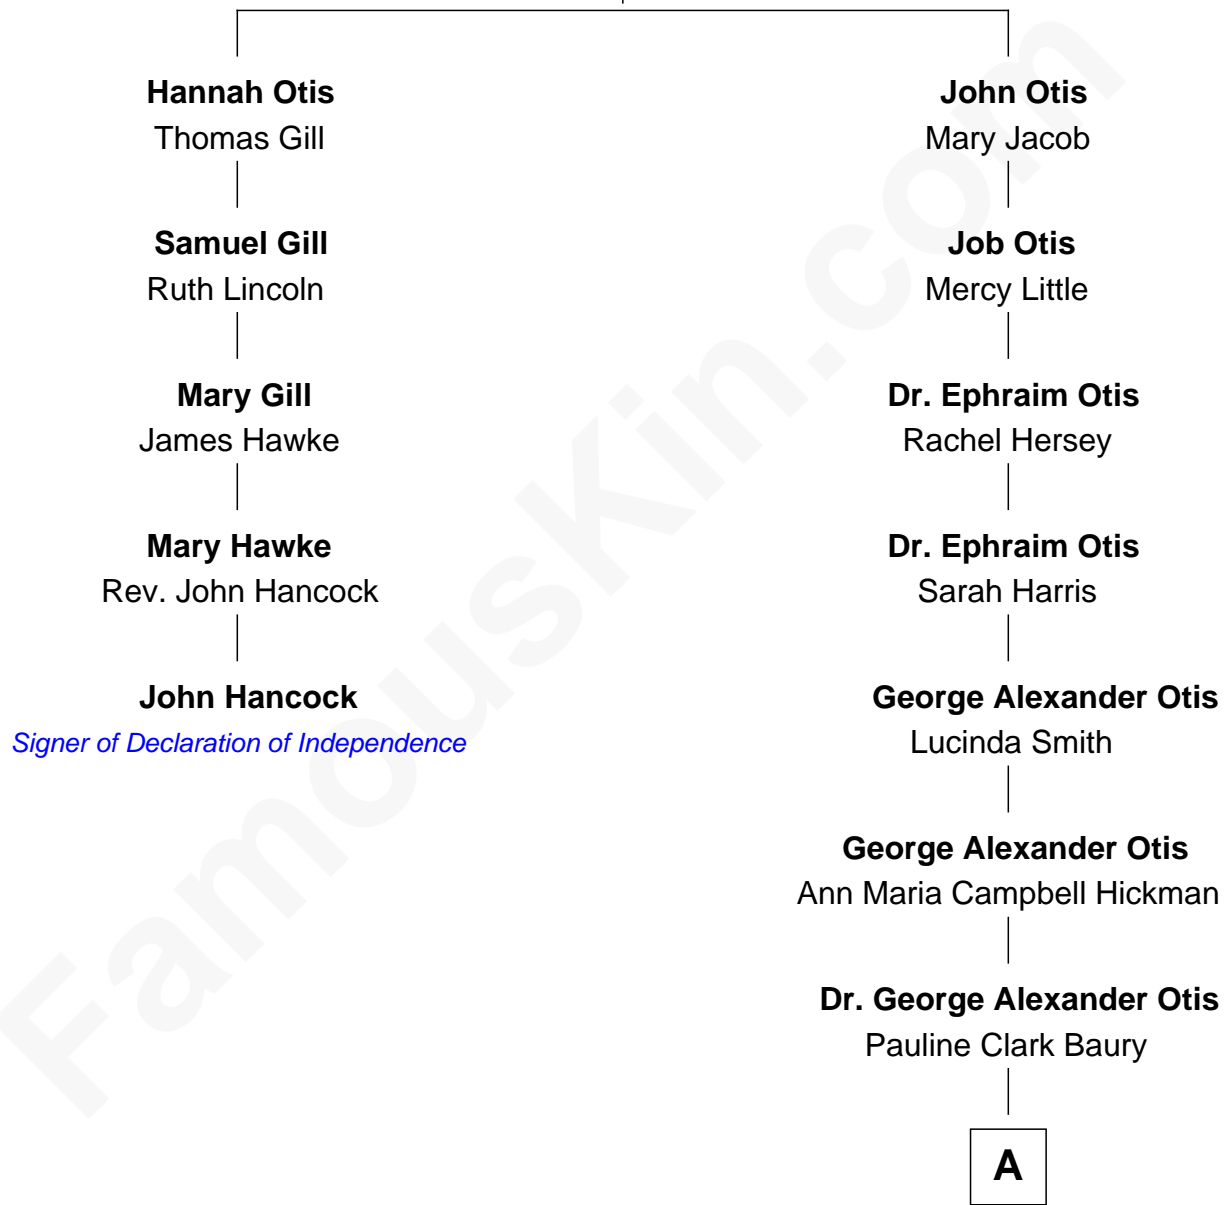 Hannah Otis
Thomas Gill
Samuel Gill
Ruth Lincoln
Mary Gill
James Hawke
Mary Hawke
Rev. John Hancock
John Hancock
Signer of Declaration of Independence
John Otis
Mary Jacob
Job Otis
Mercy Little
Dr. Ephraim Otis
Rachel Hersey
Dr. Ephraim Otis
Sarah Harris
George Alexander Otis
Lucinda Smith
George Alexander Otis
Ann Maria Campbell Hickman
Dr. George Alexander Otis
Pauline Clark Baury
A
FamousKin.com